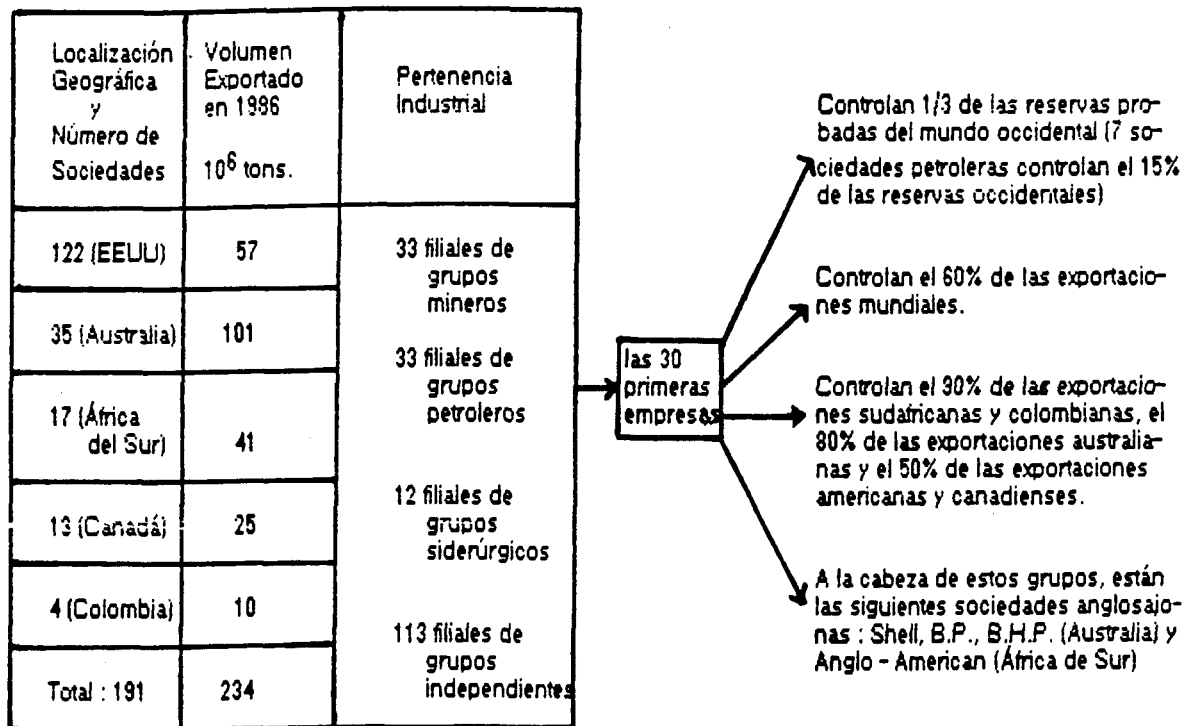 Localización
Geográfica
y
Número de
Sociedades
Volumen
Exportado
en 1986
10⁶ tons.
Pertenencia
Industrial
122 (EEUU)
57
35 (Australia)
101
17 (África
del Sur)
41
13 (Canadá)
25
4 (Colombia)
10
Total : 191
234
33 filiales de
grupos
mineros
33 filiales de
grupos
petroleros
12 filiales de
grupos
siderúrgicos
113 filiales de
grupos
independientes
las 30
primeras
empresas
Controlan 1/3 de las reservas pro-
badas del mundo occidental (7 so-
ciedades petroleras controlan el 15%
de las reservas occidentales)
Controlan el 60% de las exportacio-
nes mundiales.
Controlan el 90% de las exportacio-
nes sudafricanas y colombianas, el
80% de las exportaciones australia-
nas y el 50% de las exportaciones
americanas y canadienses.
A la cabeza de estos grupos, están
las siguientes sociedades anglosajo-
nas : Shell, B.P., B.H.P. (Australia) y
Anglo - American (África de Sur)